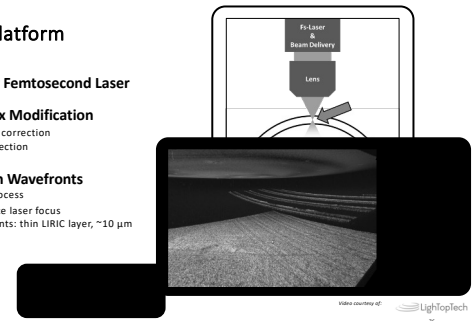 latform
Femtosecond Laser
x Modification
correction
ection
n Wavefronts
ocess
e laser focus
nts: thin LIRIC layer, ~10 µm
Fs-Laser
&
Beam Delivery
Lens
Video courtesy of:
LighTopTech